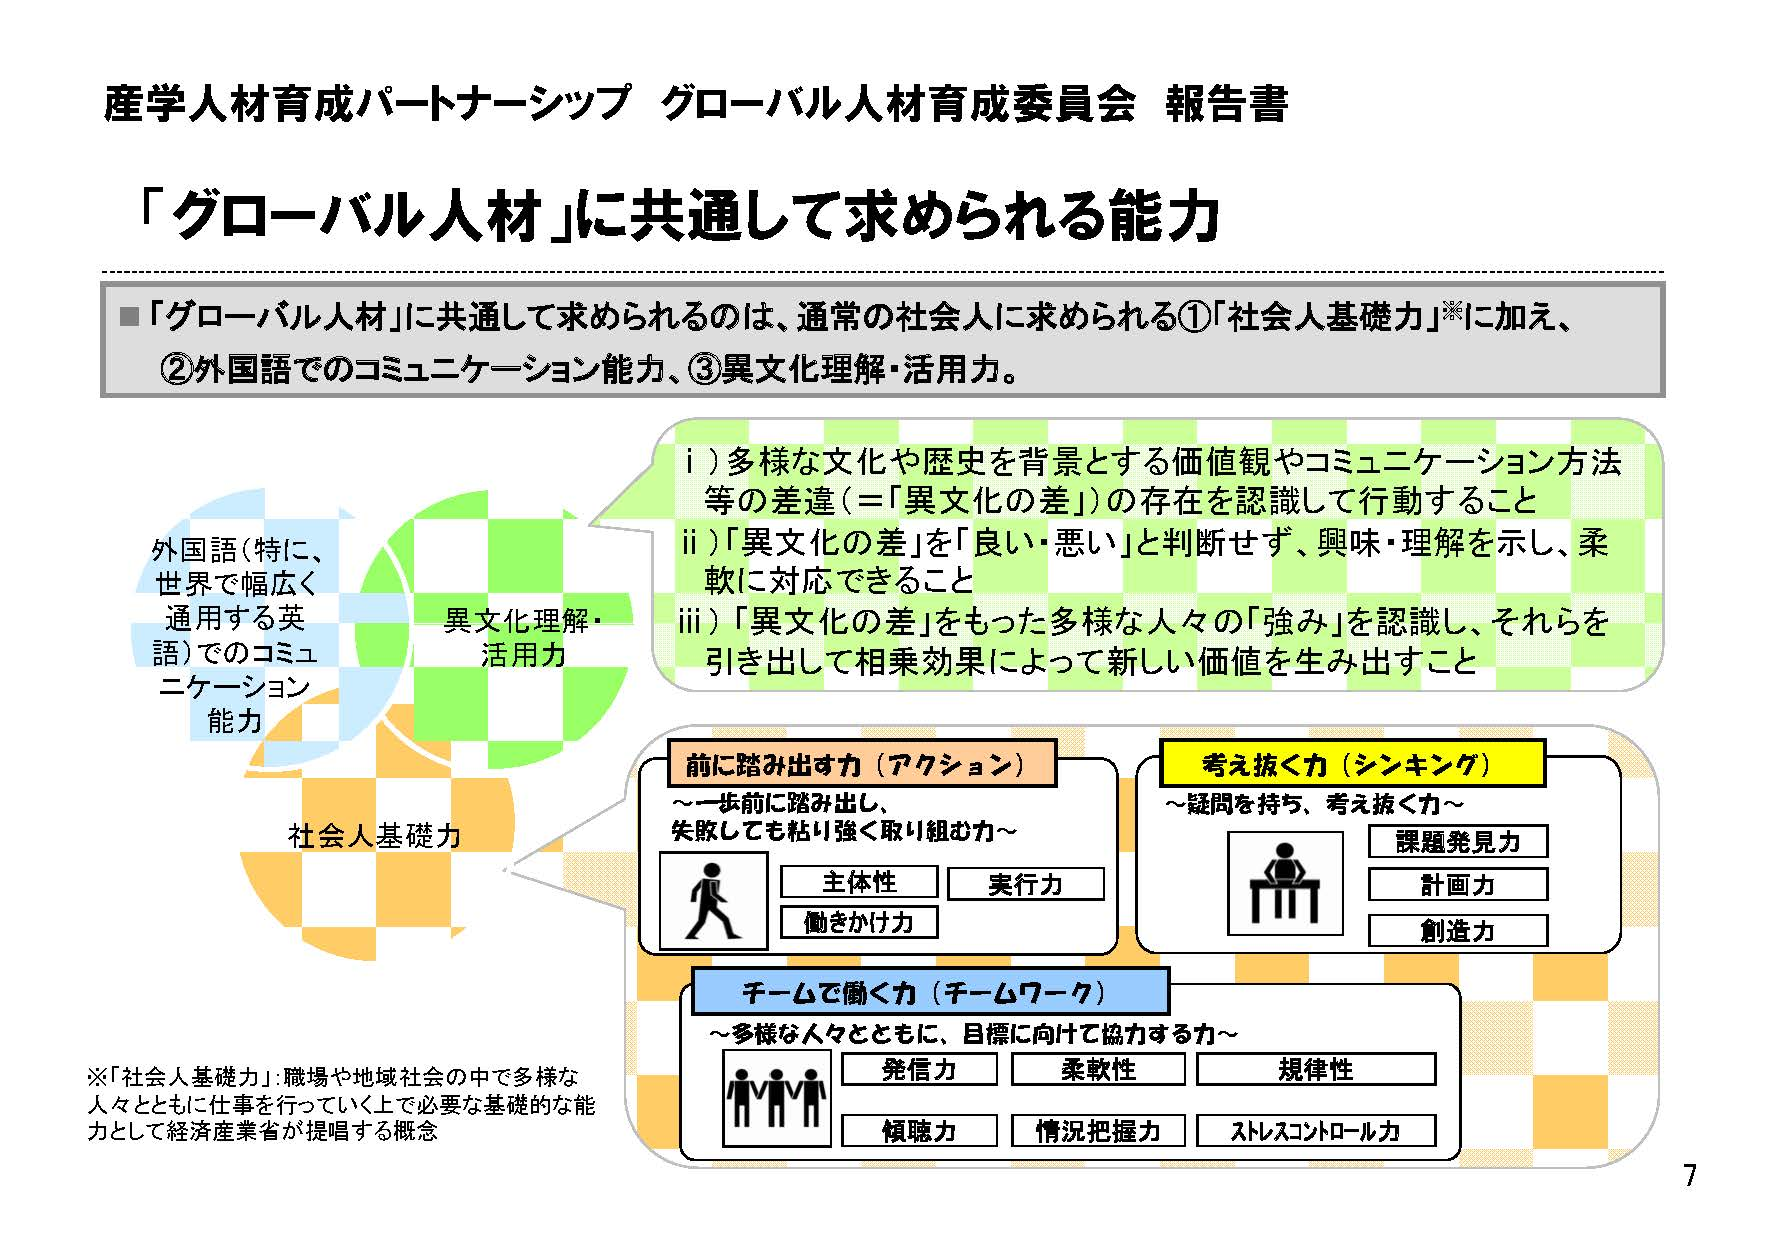 産学人材育成パートナーシップ　グローバル人材育成委員会　報告書
「グローバル人材」に共通して求められる能力
■「グローバル人材」に共通して求められるのは、通常の社会人に求められる①「社会人基礎力」※に加え、
②外国語でのコミュニケーション能力、③異文化理解・活用力。
外国語（特に、
世界で幅広く
通用する英
語）でのコミュ
ニケーション
能力
異文化理解・
活用力
社会人基礎力
ⅰ）多様な文化や歴史を背景とする価値観やコミュニケーション方法
等の差違（＝「異文化の差」）の存在を認識して行動すること
ⅱ）「異文化の差」を「良い・悪い」と判断せず、興味・理解を示し、柔
軟に対応できること
ⅲ）「異文化の差」をもった多様な人々の「強み」を認識し、それらを
引き出して相乗効果によって新しい価値を生み出すこと
前に踏み出す力（アクション）
～一歩前に踏み出し、
失敗しても粘り強く取り組む力～
主体性
実行力
働きかけ力
考え抜く力（シンキング）
～疑問を持ち、考え抜く力～
課題発見力
計画力
創造力
チームで働く力（チームワーク）
～多様な人々とともに、目標に向けて協力する力～
発信力
柔軟性
規律性
傾聴力
情況把握力
ストレスコントロール力
※「社会人基礎力」：職場や地域社会の中で多様な
人々とともに仕事を行っていく上で必要な基礎的な能
力として経済産業省が提唱する概念
7